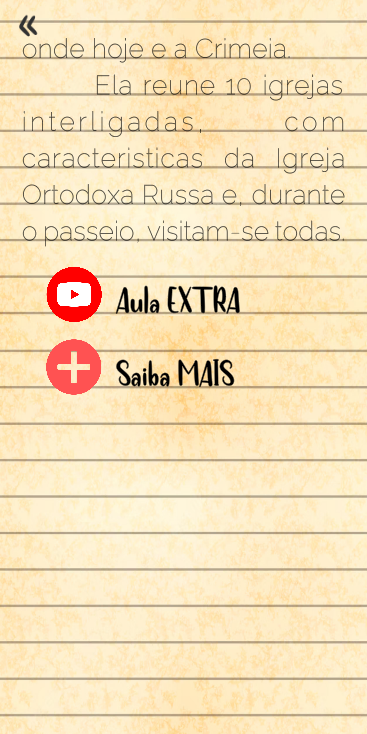 onde hoje e a Crimeia.
Ela reune 10 igrejas
interligadas, com
caracteristicas da Igreja
Ortodoxa Russa e, durante
o passeio, visitam-se todas.
Aula EXTRA
Saiba MAIS